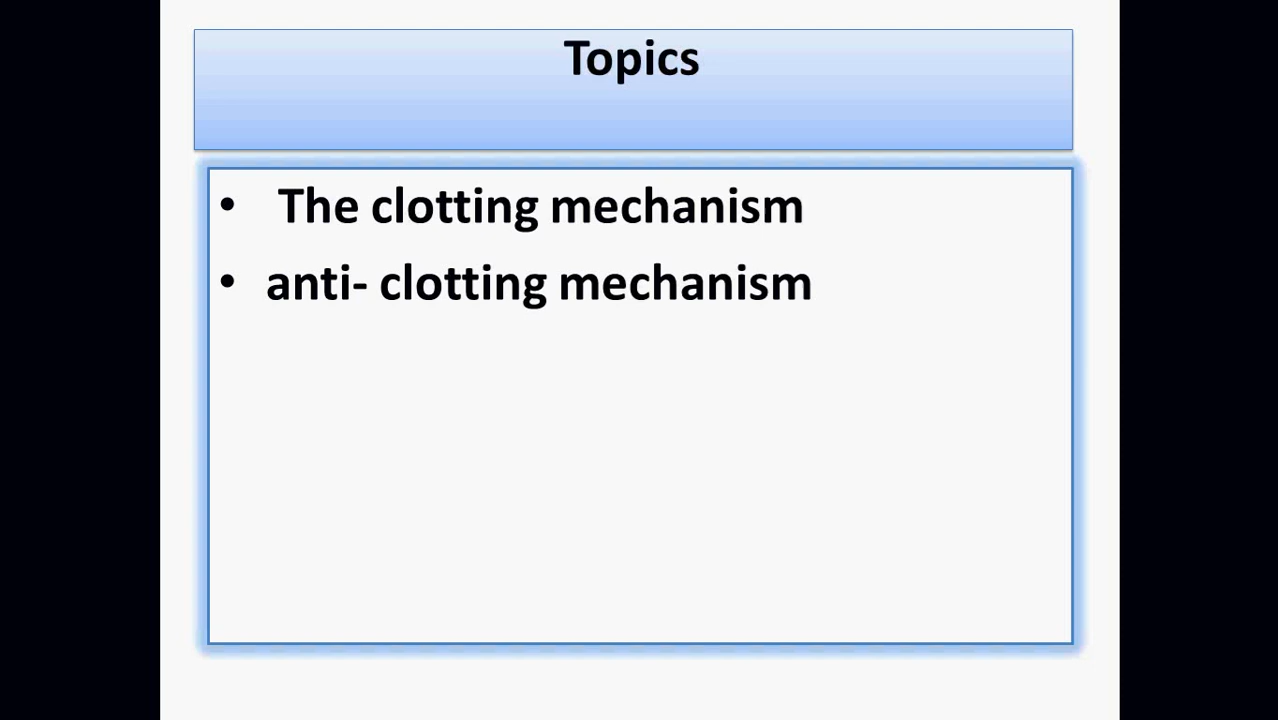 Topics
• The clotting mechanism
• anti- clotting mechanism